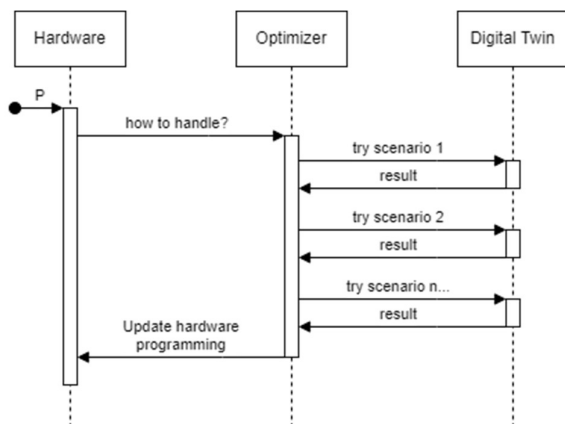 Hardware
Optimizer
Digital Twin
P
how to handle?
try scenario 1
result
try scenario 2
result
try scenario n...
result
Update hardware
programming